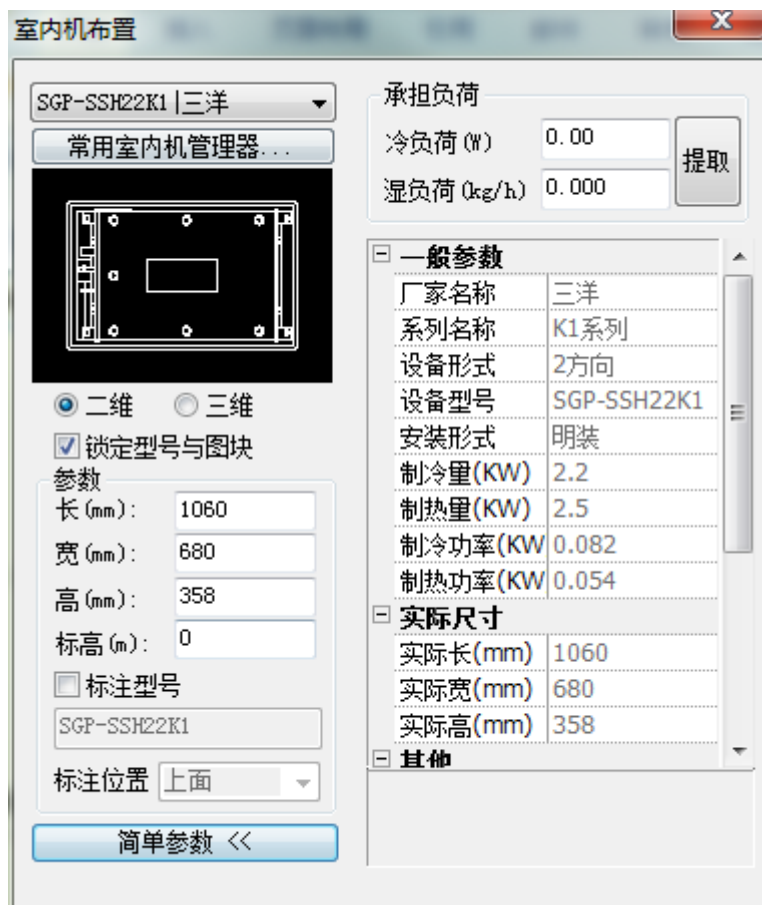 室内机布置
SGP-SSH22K1|三洋
常用室内机管理器...
二维 三维
锁定型号与图块
参数
长(mm): 1060
宽(mm): 680
高(mm): 358
标高(m): 0
标注型号
SGP-SSH22K1
标注位置 上面
简单参数 <<
承担负荷
冷负荷(W) 0.00
湿负荷(kg/h) 0.000
提取
一般参数
厂家名称 三洋
系列名称 K1系列
设备形式 2方向
设备型号 SGP-SSH22K1
安装形式 明装
制冷量(KW) 2.2
制热量(KW) 2.5
制冷功率(KW 0.082
制热功率(KW 0.054
实际尺寸
实际长(mm) 1060
实际宽(mm) 680
实际高(mm) 358
其他